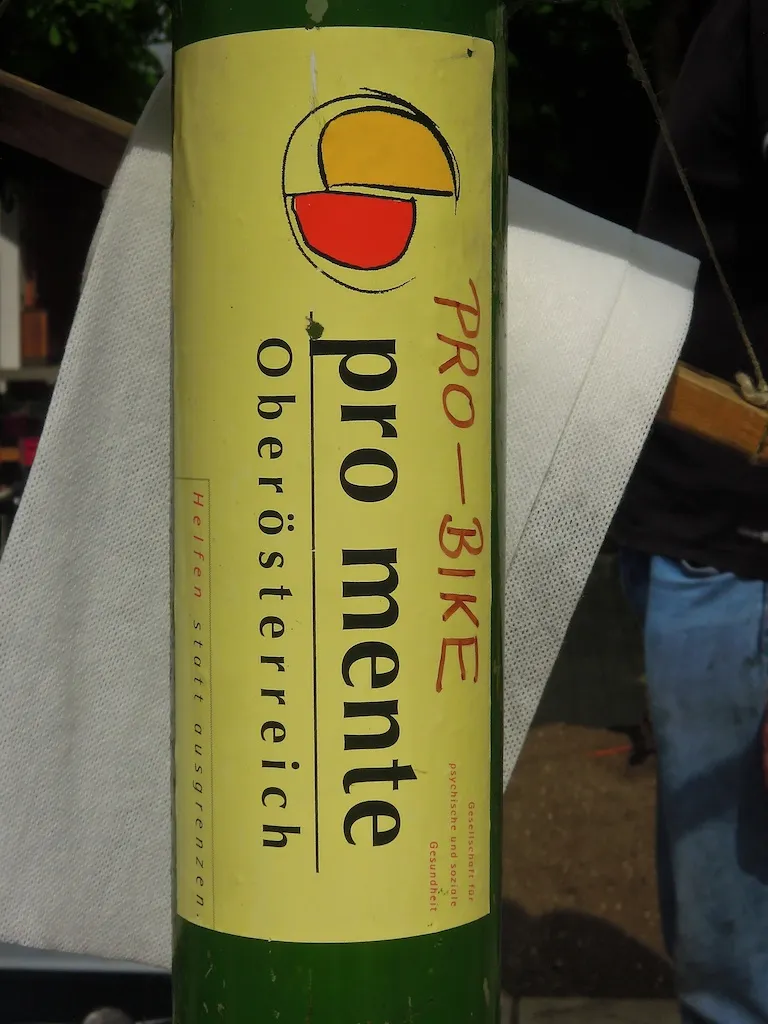 Gesellschaft für
psychische und soziale
Gesundheit
PRO-BIKE
pro mente
Oberösterreich
Helfen statt ausgrenzen.